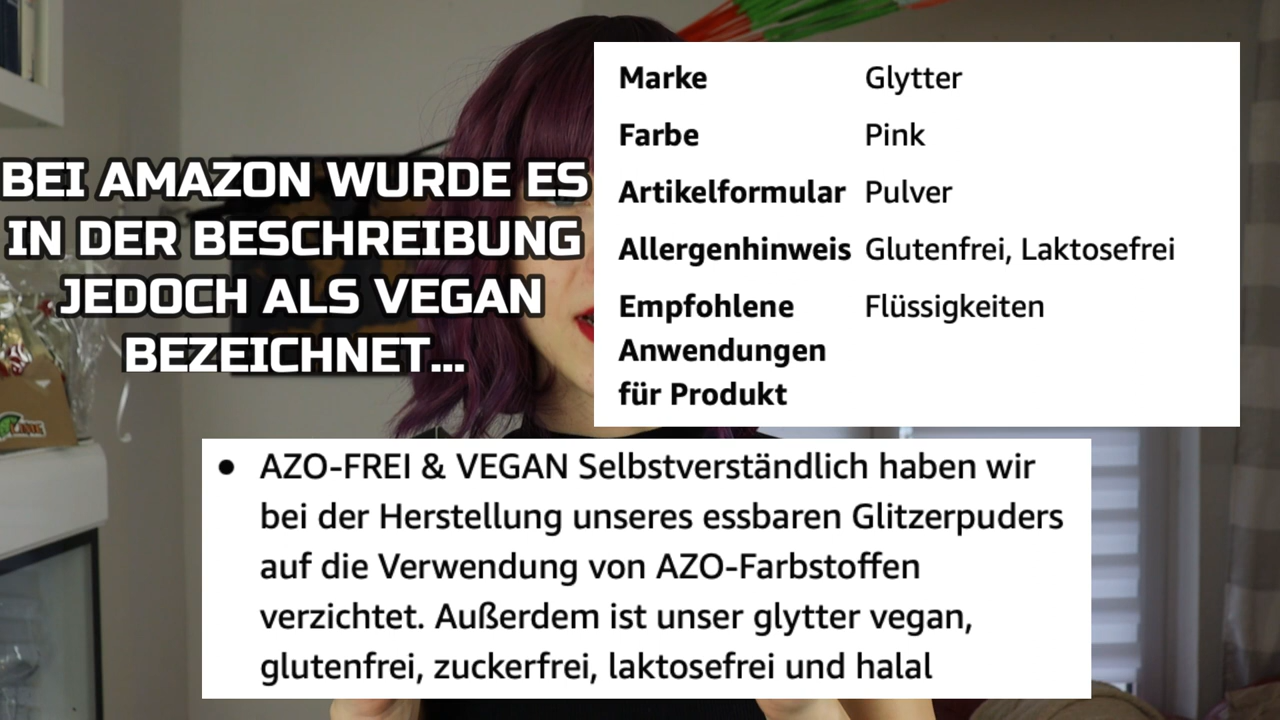 BEI AMAZON WURDE ES
IN DER BESCHREIBUNG
JEDOCH ALS VEGAN
BEZEICHNET...
Marke Glytter
Farbe Pink
Artikelformular Pulver
Allergenhinweis Glutenfrei, Laktosefrei
Empfohlene Flüssigkeiten
Anwendungen
für Produkt
• AZO-FREI & VEGAN Selbstverständlich haben wir
bei der Herstellung unseres essbaren Glitzerpuders
auf die Verwendung von AZO-Farbstoffen
verzichtet. Außerdem ist unser glytter vegan,
glutenfrei, zuckerfrei, laktosefrei und halal